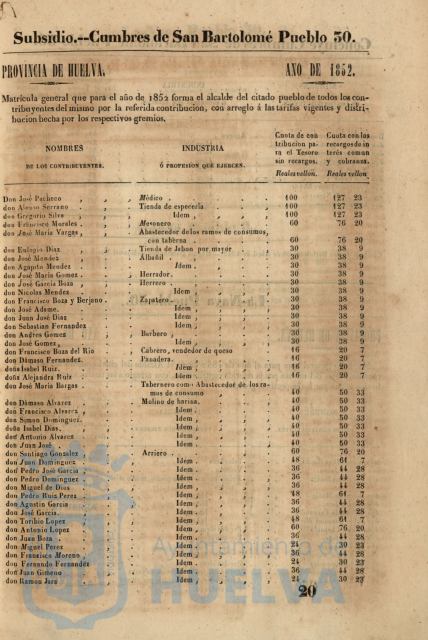 Subsidio.--Cumbres de San Bartolomé Pueblo 30.
PROVINCIA DE HUELVA. AÑO DE 1852.
Matrícula general que para el año de 1852 forma el alcalde del citado pueblo de todos los con-
tribuyentes del mismo por la referida contribucion, con arreglo á las tarifas vigentes y distri-
bucion hecha por los respectivos gremios.
NOMBRES DE LOS CONTRIBUYENTES. INDUSTRIA Ó PROFESION QUE EJERCEN. Cuota de con tribucion pa ra el Tesoro sin recargos. Reales vellon. Cuota con los recargos de in terés comun y cobranza. Reales vellon
Don José Pacheco , , Médico , 100 127 23
don Alonso Serrano , , Tienda de especería 100 127 23
don Gregorio Silva , , Idem , 100 127 23
don Francisco Morales , , Mesonero 60 76 20
don José María Vargas , , Abastecedor de los ramos de consumos,
con taberna , 60 76 20
don Eulogio Diaz , , Tienda de Jabon por mayor 30 38 9
don José Mendez , , Albañil , 30 38 9
don Agapito Mendez , , Idem , 30 38 9
don José María Gomez , , Herrador. 30 38 9
don José García Boza , , Herrero 30 38 9
don Nicolas Mendez , , Idem 30 38 9
don Francisco Boza y Berjano , Zapatero. 30 38 9
don José Adame. , , Idem 30 38 9
don Juan José Diaz , , Idem 30 38 9
don Sebastian Fernandez , Idem 30 38 9
don Andres Gomez , , Barbero , 30 38 9
don José Gomez, , , Idem , 30 38 9
don Francisco Boza del Rio , Cabrero, vendedor de queso 16 20 7
don Dámaso Fernandez. , Panadera. 16 20 7
doña Isabel Ruiz. , , Idem 16 20 7
doña Alejandra Ruiz , , Idem 16 20 7
don José María Bargas , , Tabernero como Abastecedor de los ra-
mos de consumo 40 50 33
don Dámaso Alvarez , , Molino de harina. 40 50 33
don Francisco Alvarez , , Idem 40 50 33
don Simon Dominguez. , , Idem 40 50 33
doña Isabel Dias. , , Idem 40 50 33
don Antonio Alvarez , , Idem 40 50 33
don Juan José , , Idem 40 50 33
don Santiago Gonzalez , , Arriero 60 76 20
don Juan Dominguez , , Idem 48 61 7
don Pedro José García , , Idem 36 44 28
don Pedro Dominguez , , Idem 36 44 28
don Miguel de Dios , , Idem 36 44 28
don Pedro Ruiz Perez , , Idem 48 61 7
don Agustin García , , Idem 36 44 28
don José García. , , Idem 36 44 28
don Toribio Lopez , , Idem 48 61 7
don Antonio Lopez , , Idem 60 76 20
don Juan Boza , , Idem 36 44 28
don Miguel Perez , , Idem 24 30 23
don Francisco Moreno , , Idem 36 44 28
don Fernando Fernandez , Idem 24 30 23
don Juan Gimeno , , Idem 36 44 28
don Ramon Jara , , Idem 24 30 23
20
Ayuntamiento de
HUELVA